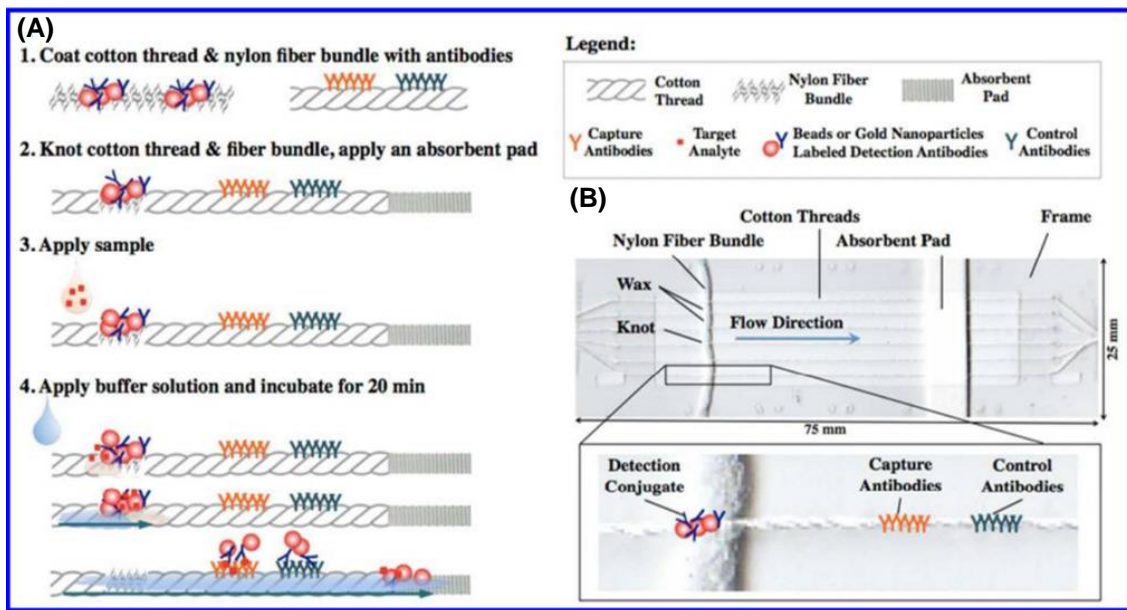 (A)
1. Coat cotton thread & nylon fiber bundle with antibodies
2. Knot cotton thread & fiber bundle, apply an absorbent pad
3. Apply sample
4. Apply buffer solution and incubate for 20 min
Legend:
Cotton
Thread
Nylon Fiber
Bundle
Absorbent
Pad
Capture
Antibodies
Target
Analyte
Beads or Gold Nanoparticles
Labeled Detection Antibodies
Control
Antibodies
(B)
Cotton Threads
Frame
Nylon Fiber Bundle
Absorbent Pad
Wax
Knot
Flow Direction
25 mm
75 mm
Detection
Conjugate
Capture
Antibodies
Control
Antibodies